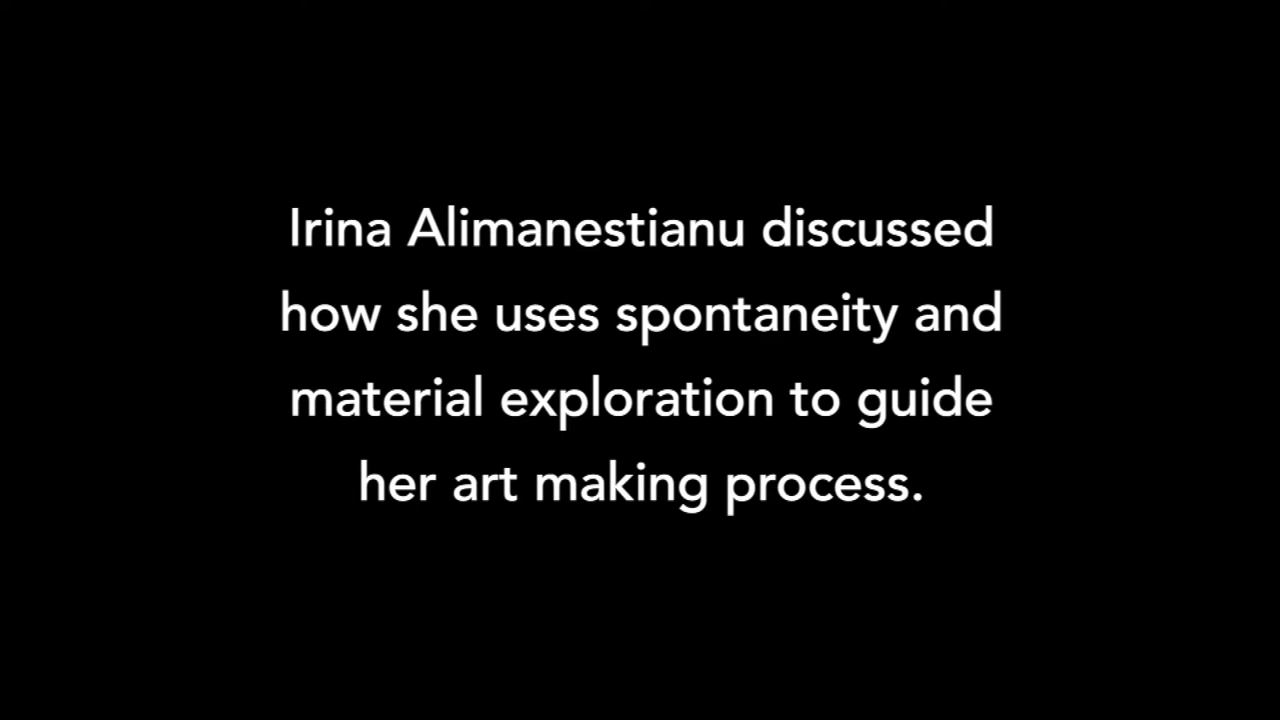 Irina Alimanestianu discussed
how she uses spontaneity and
material exploration to guide
her art making process.